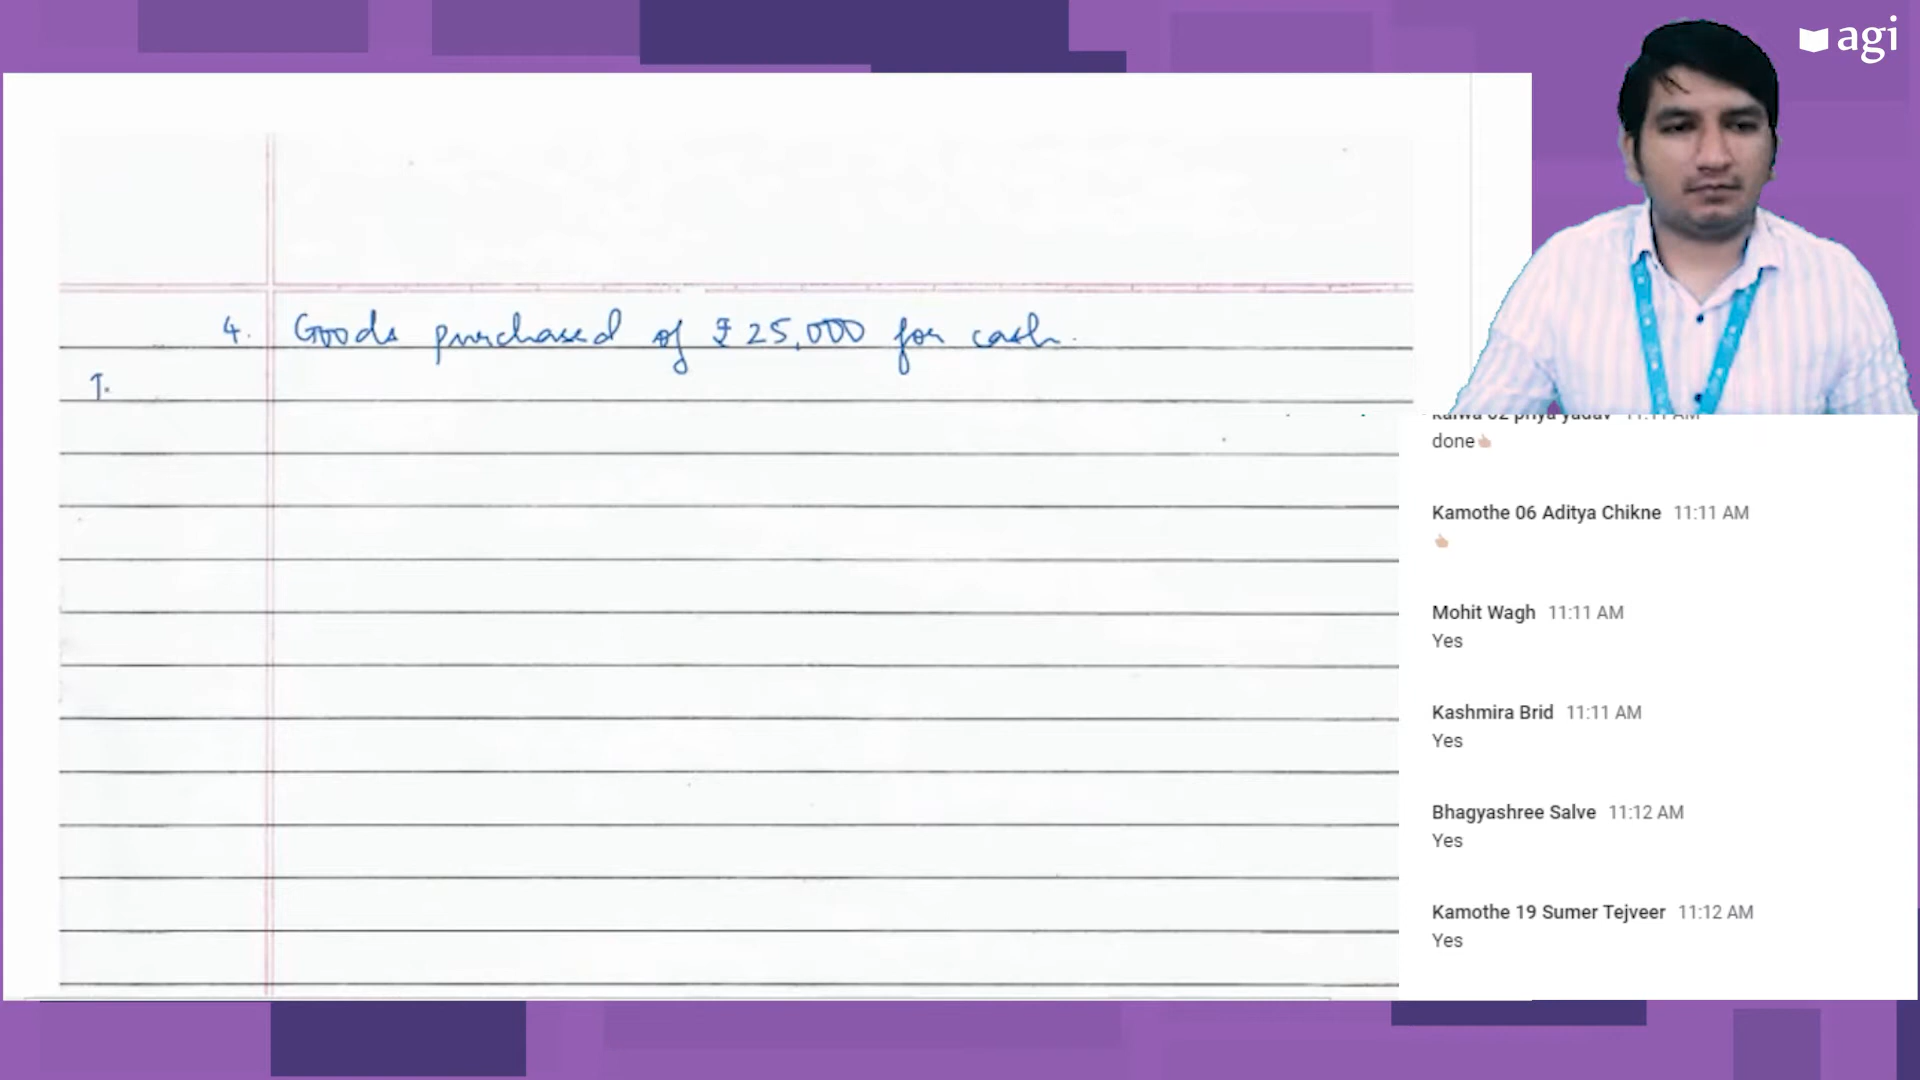 agi
4. Goods purchased of ₹ 25,000 for cash.
1.
done👍🏻
Kamothe 06 Aditya Chikne 11:11 AM
👍🏻
Mohit Wagh 11:11 AM
Yes
Kashmira Brid 11:11 AM
Yes
Bhagyashree Salve 11:12 AM
Yes
Kamothe 19 Sumer Tejveer 11:12 AM
Yes